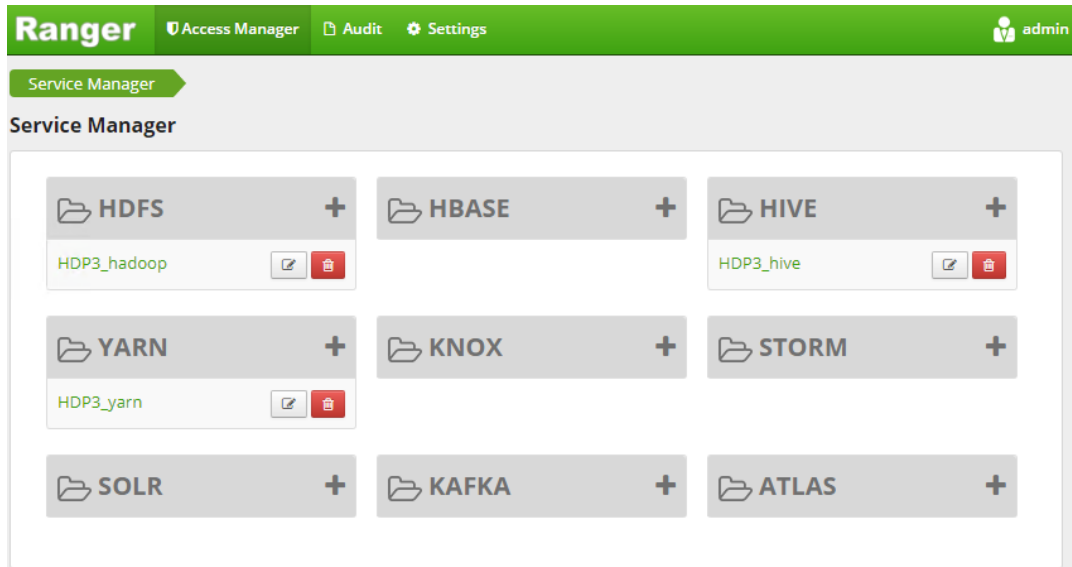 Ranger Access Manager Audit Settings admin
Service Manager
Service Manager
HDFS + HBASE + HIVE +
HDP3_hadoop HDP3_hive
YARN + KNOX + STORM +
HDP3_yarn
SOLR + KAFKA + ATLAS +